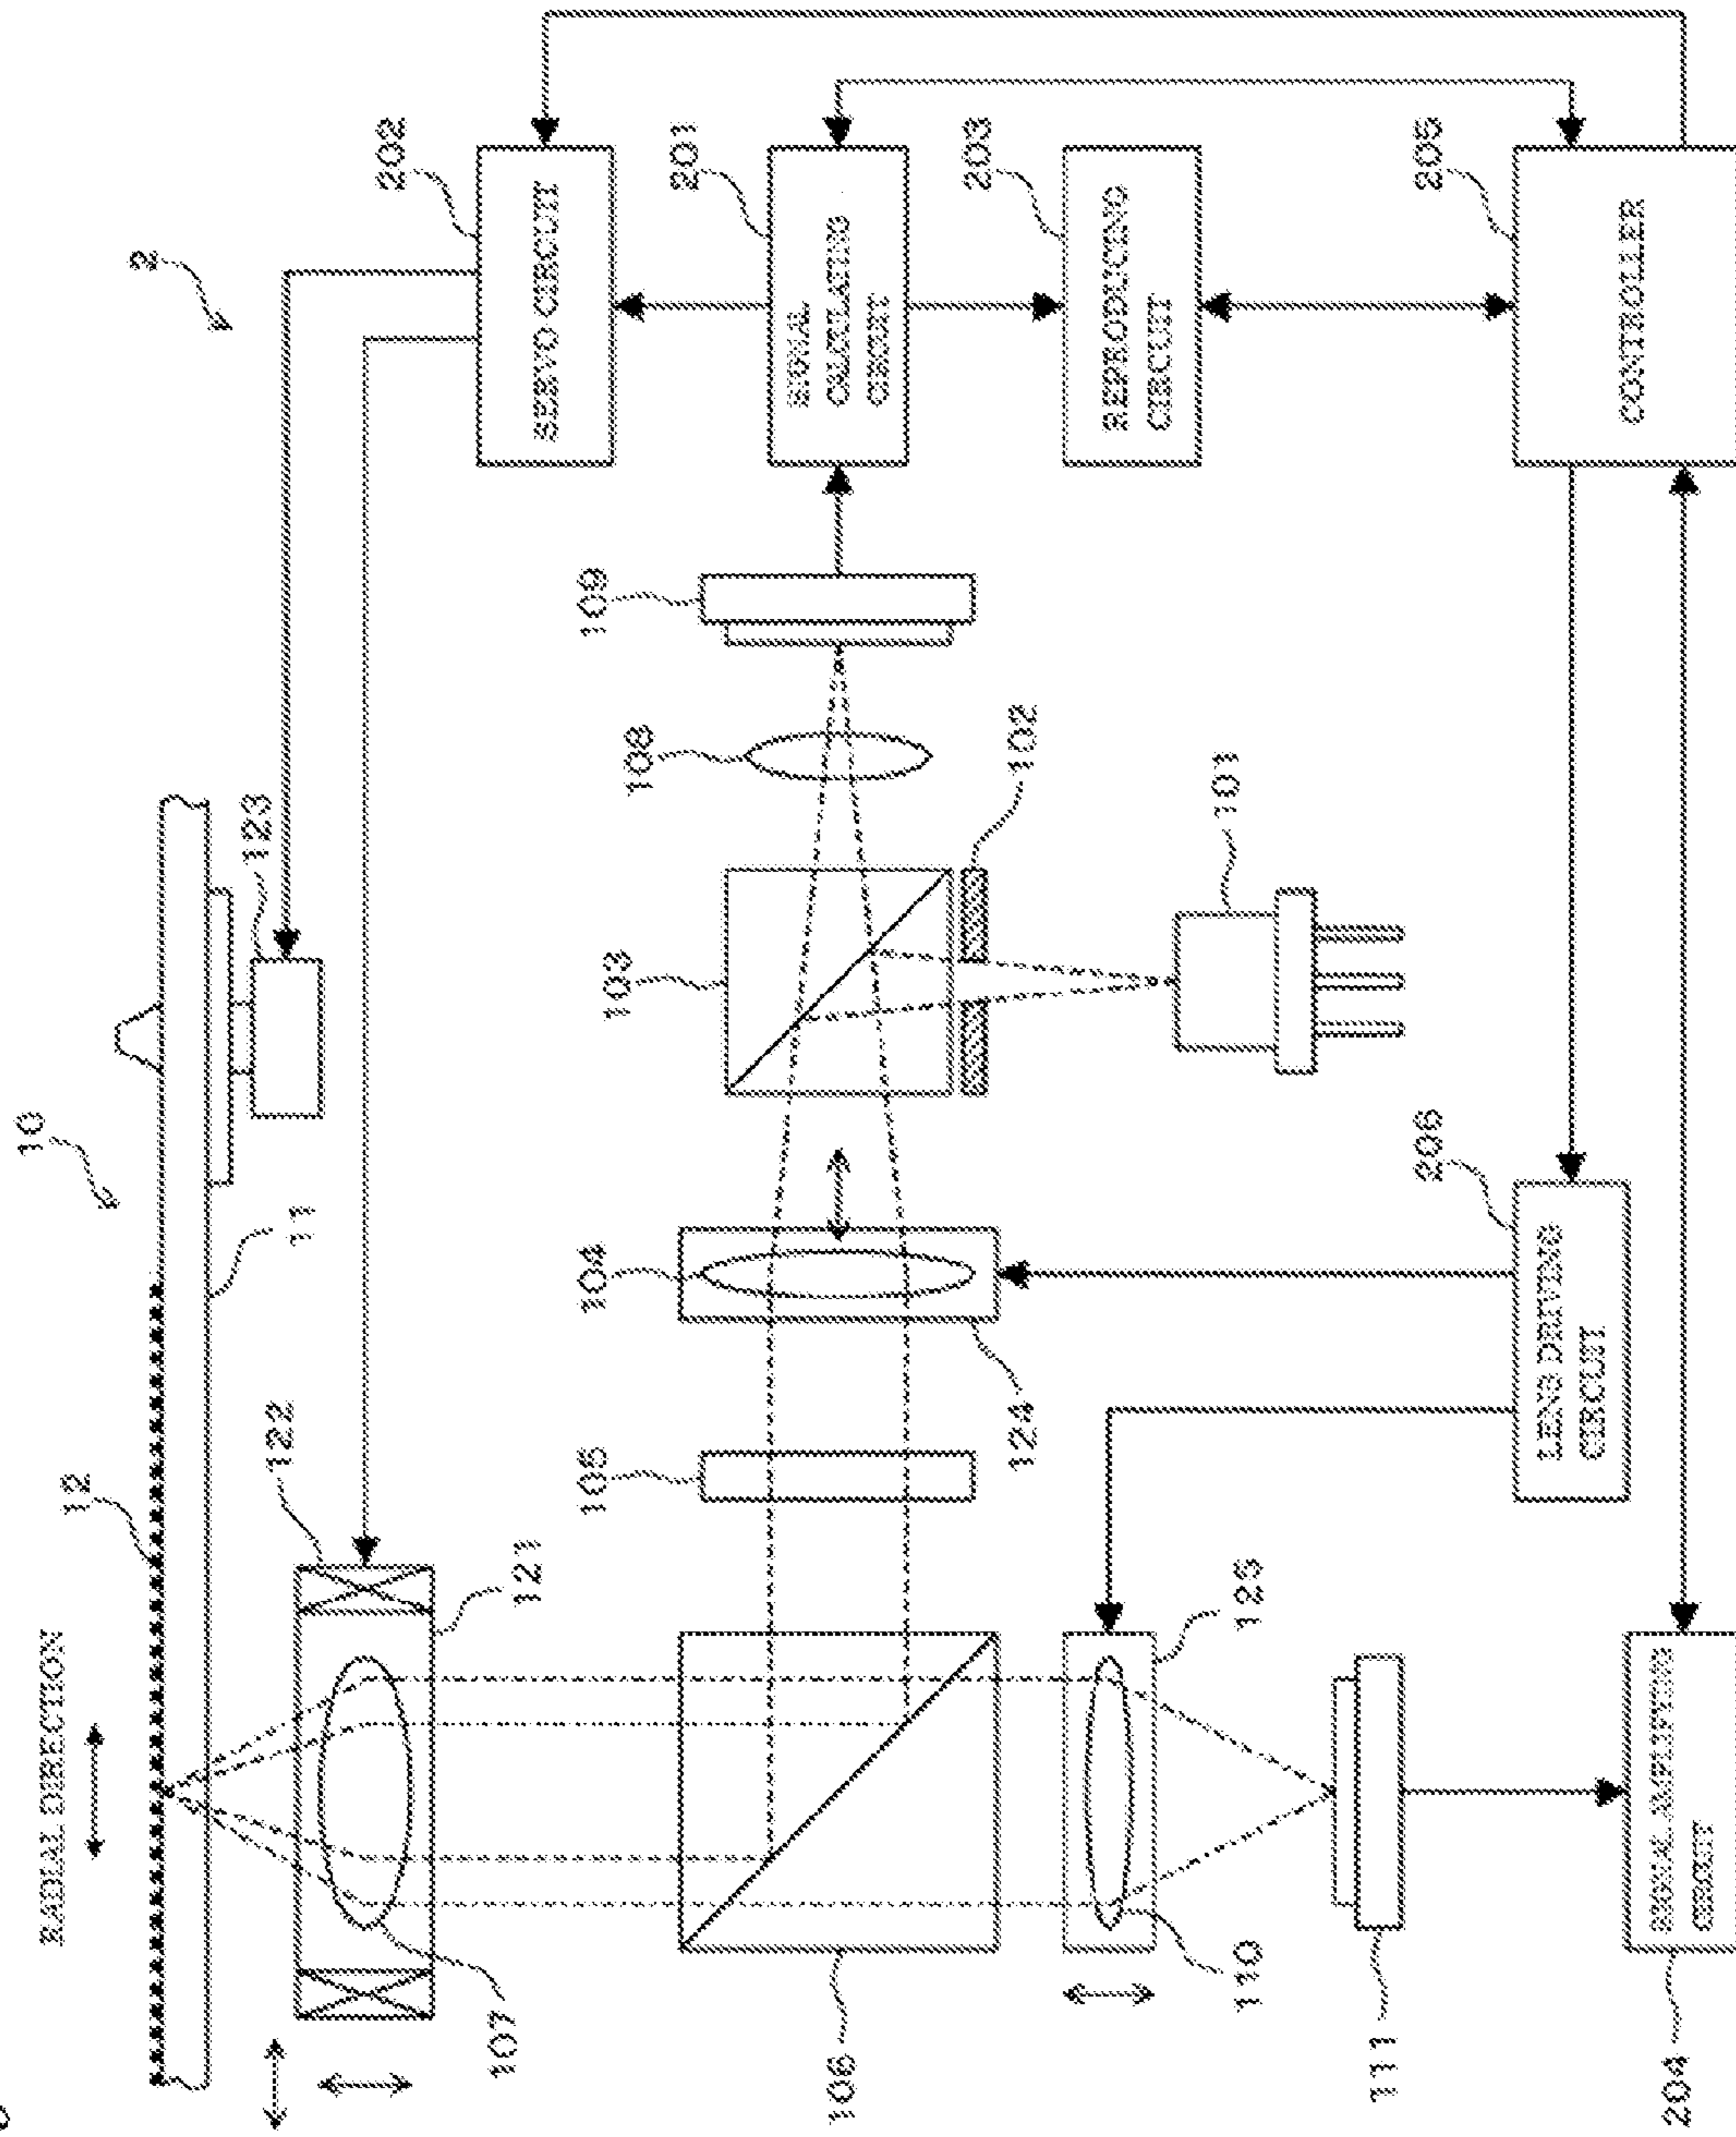 RADIAL DIRECTION
10
2
12
11
123
122
121
107
202
SERVO CIRCUIT
201
SIGNAL
CALCULATING
CIRCUIT
203
REPRODUCING
CIRCUIT
205
CONTROLLER
109
108
102
103
101
104
124
105
106
206
LENS DRIVING
CIRCUIT
125
110
111
204
SIGNAL AMPLIFYING
CIRCUIT